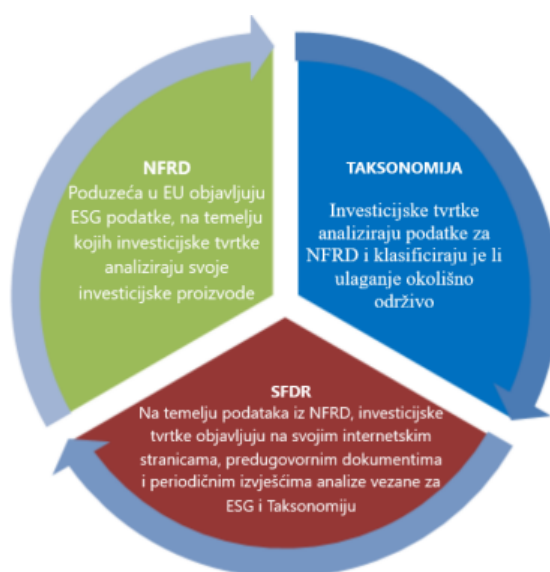 NFRD
Poduzeća u EU objavljuju
ESG podatke, na temelju
kojih investicijske tvrtke
analiziraju svoje
investicijske proizvode
TAKSONOMIJA
Investicijske tvrtke
analiziraju podatke za
NFRD i klasificiraju je li
ulaganje okolišno
održivo
SFDR
Na temelju podataka iz NFRD, investicijske
tvrtke objavljuju na svojim internetskim
stranicama, predugovornim dokumentima
i periodičnim izvješćima analize vezane za
ESG i Taksonomiju